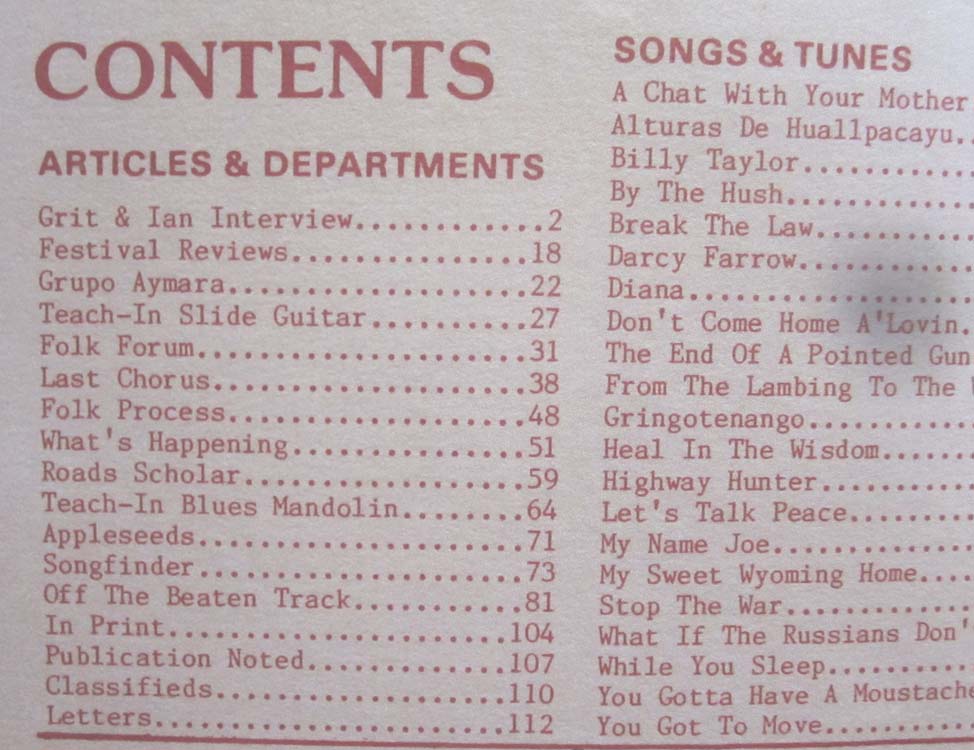 CONTENTS
ARTICLES & DEPARTMENTS
Grit & Ian Interview............2
Festival Reviews...............18
Grupo Aymara...................22
Teach-In Slide Guitar..........27
Folk Forum.....................31
Last Chorus....................38
Folk Process...................48
What's Happening...............51
Roads Scholar..................59
Teach-In Blues Mandolin........64
Appleseeds.....................71
Songfinder.....................73
Off The Beaten Track...........81
In Print......................104
Publication Noted.............107
Classifieds...................110
Letters.......................112
SONGS & TUNES
A Chat With Your Mother
Alturas De Huallpacayu..
Billy Taylor...........
By The Hush............
Break The Law..........
Darcy Farrow...........
Diana..................
Don't Come Home A'Lovin.
The End Of A Pointed Gun
From The Lambing To The
Gringotenango..........
Heal In The Wisdom......
Highway Hunter.........
Let's Talk Peace........
My Name Joe............
My Sweet Wyoming Home....
Stop The War...........
What If The Russians Don'
While You Sleep.........
You Gotta Have A Moustache
You Got To Move.........